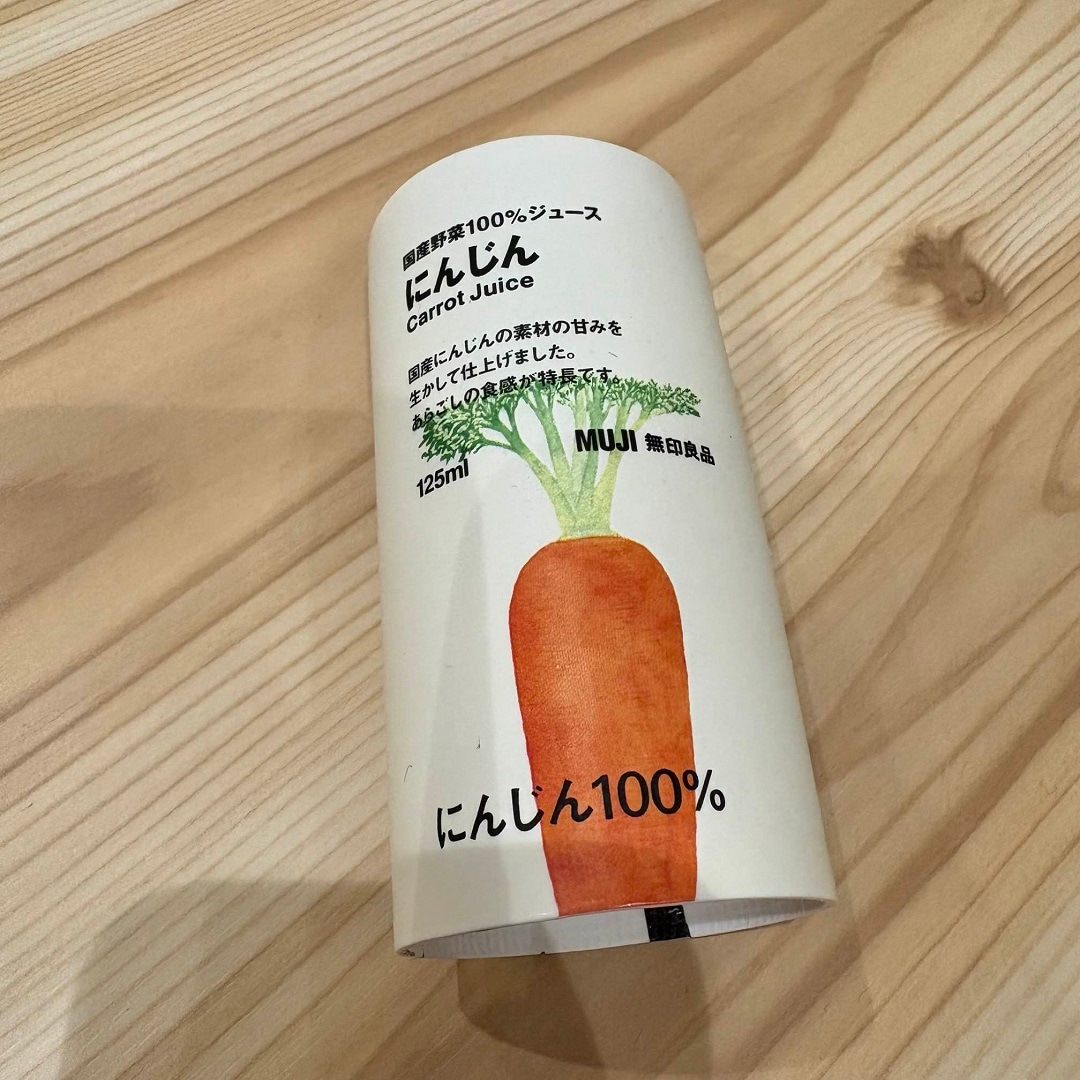 国産野菜100%ジュース
にんじん
Carrot Juice
国産にんじんの素材の甘みを
生かして仕上げました。
あらごしの食感が特長です。
MUJI 無印良品
125ml
にんじん100%